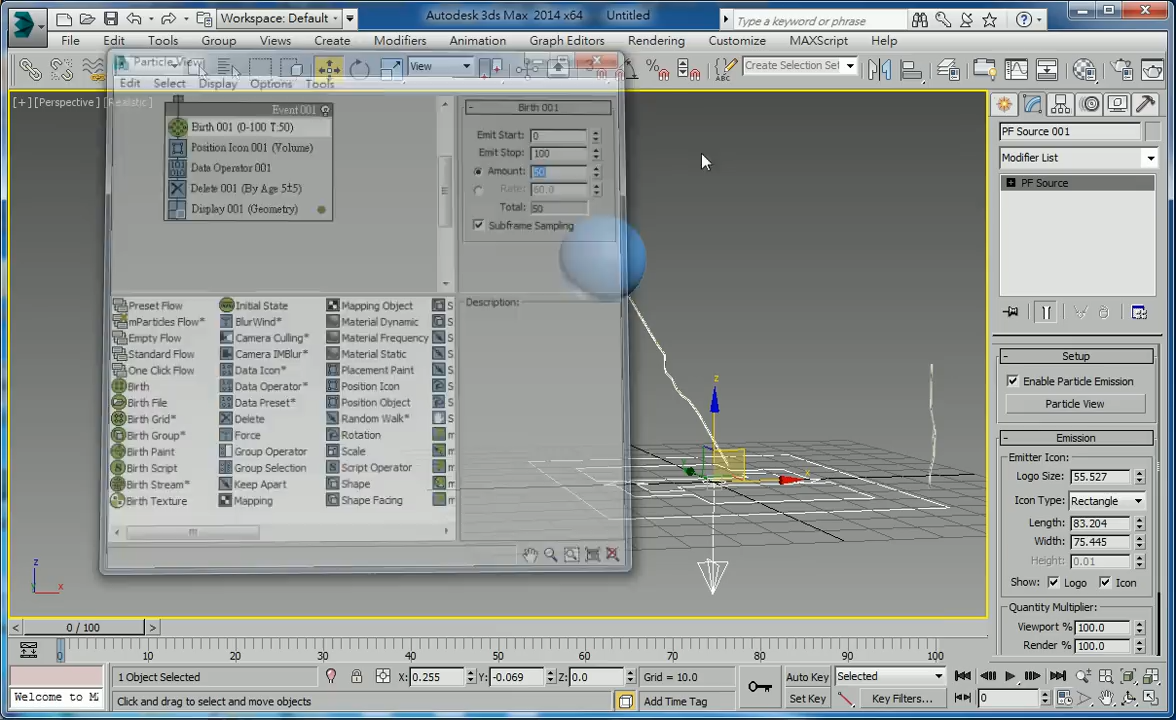 Workspace: Default
Autodesk 3ds Max 2014 x64 Untitled
Type a keyword or phrase
File Edit Tools Group Views Create Modifiers Animation Graph Editors Rendering Customize MAXScript Help
View
Create Selection Se
[+] [Perspective] [Realistic]
Particle View
Edit Select Display Options Tools
Event 001
Birth 001 (0-100 T:50)
Position Icon 001 (Volume)
Data Operator 001
Delete 001 (By Age 5±5)
Display 001 (Geometry)
Birth 001
Emit Start: 0
Emit Stop: 100
Amount: 50
Rate: 60.0
Total: 50
Subframe Sampling
Description:
Preset Flow Initial State Mapping Object S
mParticles Flow* BlurWind* Material Dynamic S
Empty Flow Camera Culling* Material Frequency S
Standard Flow Camera IMBlur* Material Static S
One Click Flow Data Icon* Placement Paint S
Birth Data Operator* Position Icon S
Birth File Data Preset* Position Object S
Birth Grid* Delete Random Walk* S
Birth Group* Force Rotation m
Birth Paint Group Operator Scale m
Birth Script Group Selection Script Operator m
Birth Stream* Keep Apart Shape m
Birth Texture Mapping Shape Facing m
z
x
z
y x
PF Source 001
Modifier List
PF Source
Setup
Enable Particle Emission
Particle View
Emission
Emitter Icon:
Logo Size: 55.527
Icon Type: Rectangle
Length: 83.204
Width: 75.445
Height: 0.01
Show: Logo Icon
Quantity Multiplier:
Viewport % 100.0
Render % 100.0
0 / 100
0 10 20 30 40 50 60 70 80 90 100
1 Object Selected X: 0.255 Y: -0.069 Z: 0.0 Grid = 10.0 Auto Key Selected
Welcome to M Click and drag to select and move objects Add Time Tag Set Key Key Filters... 0